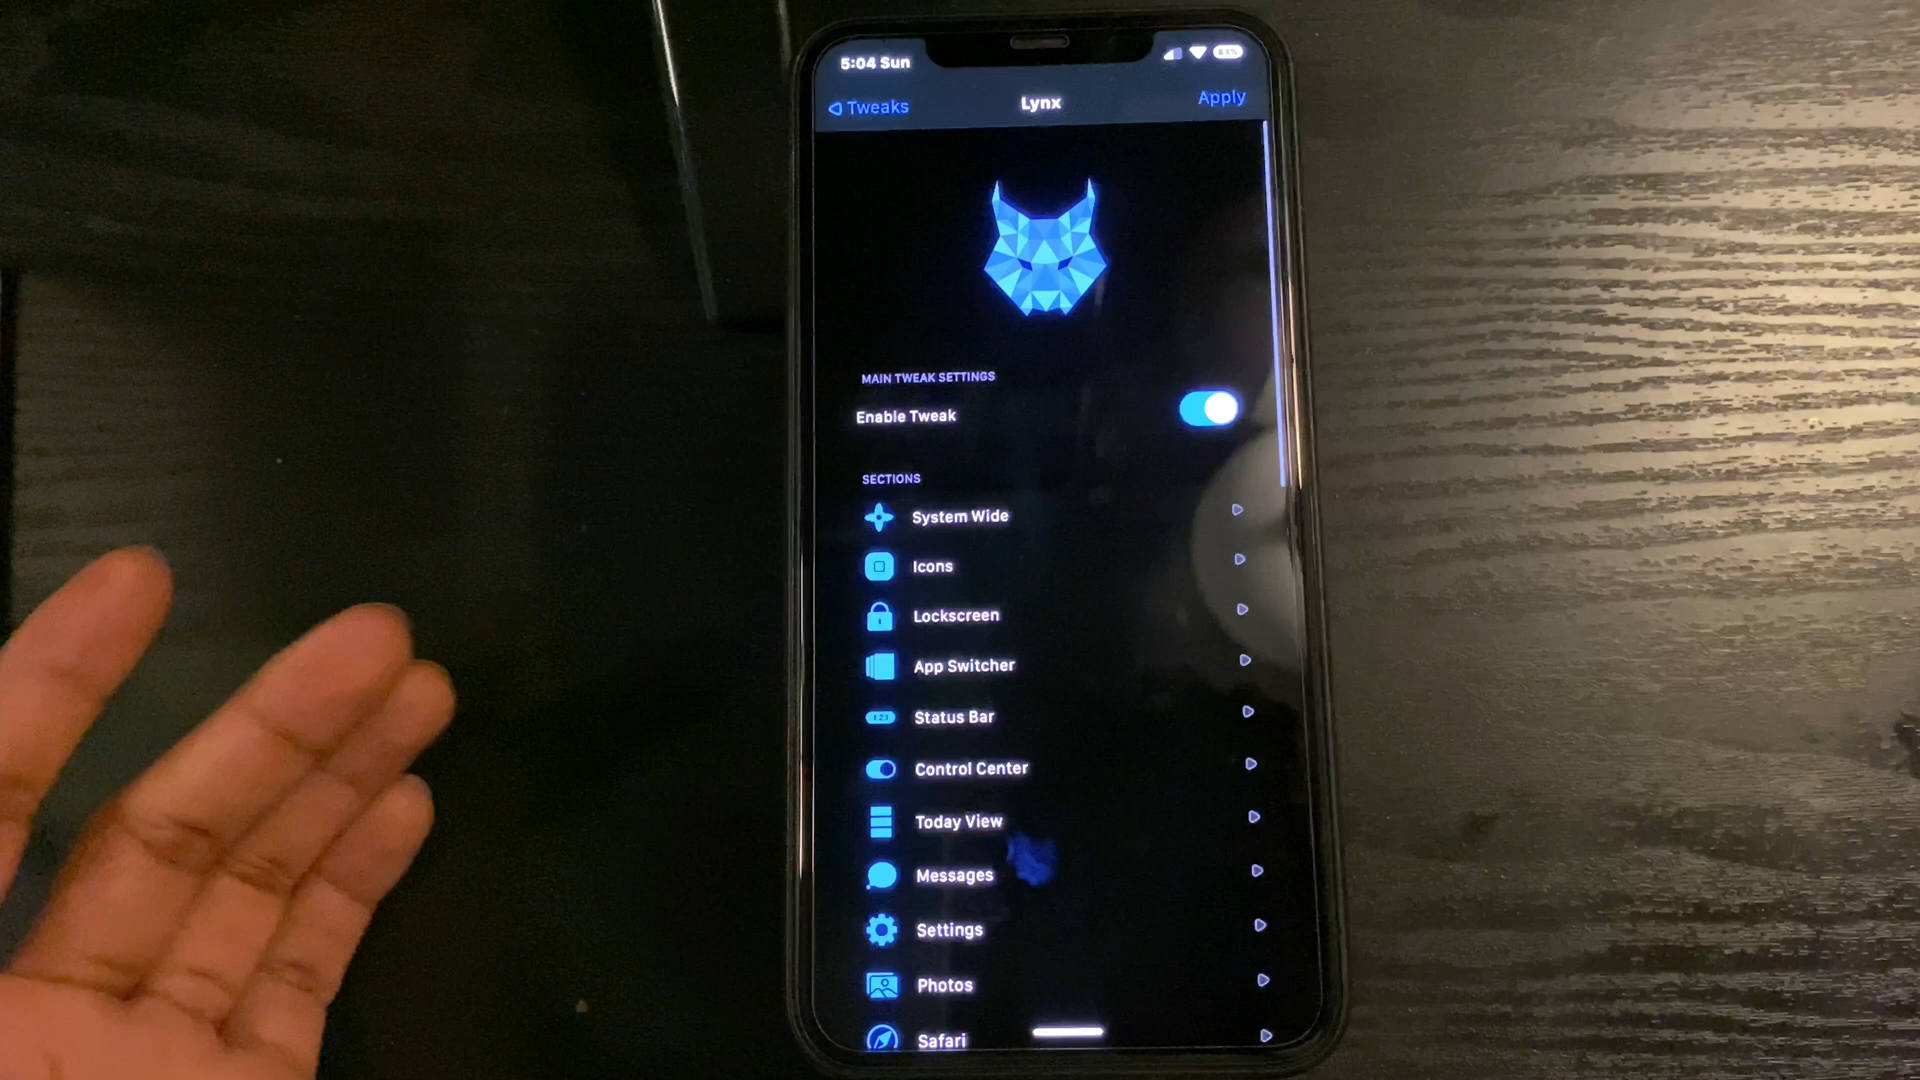 5:04 Sun
Tweaks
Lynx
Apply
MAIN TWEAK SETTINGS
Enable Tweak
SECTIONS
System Wide
Icons
Lockscreen
App Switcher
123
Status Bar
Control Center
Today View
Messages
Settings
Photos
Safari